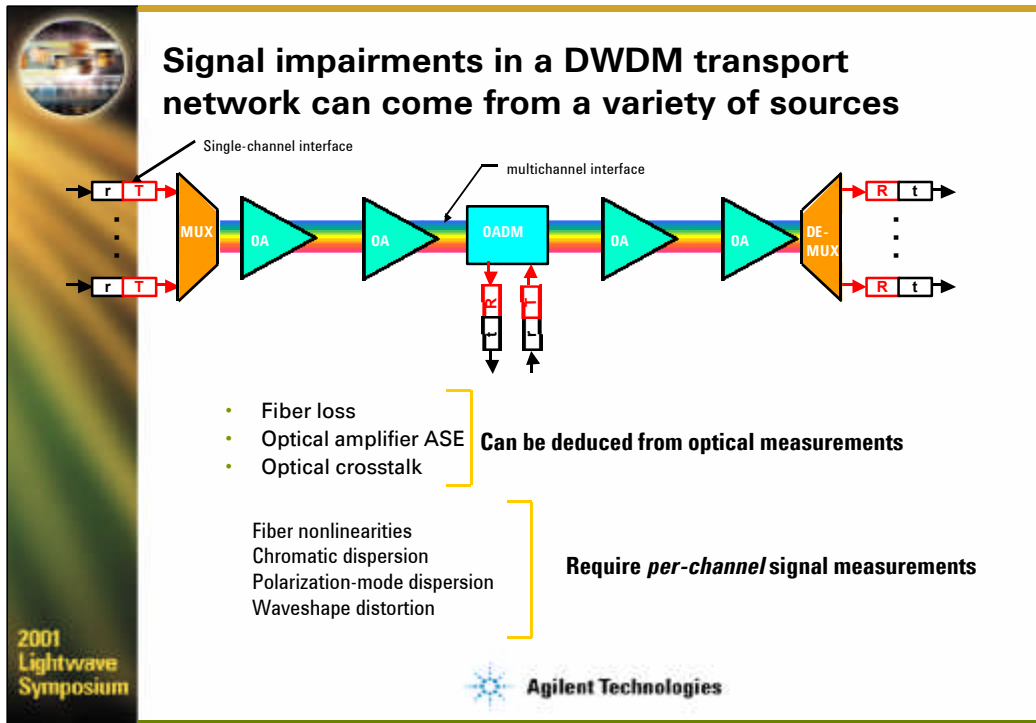 Signal impairments in a DWDM transport
network can come from a variety of sources
Single-channel interface
multichannel interface
r T
R t
MUX
OA
OA
OADM
OA
OA
DE-
MUX
r T
R t
R
t
T
r
• Fiber loss
• Optical amplifier ASE
• Optical crosstalk
Can be deduced from optical measurements
Fiber nonlinearities
Chromatic dispersion
Polarization-mode dispersion
Waveshape distortion
Require per-channel signal measurements
2001
Lightwave
Symposium
Agilent Technologies